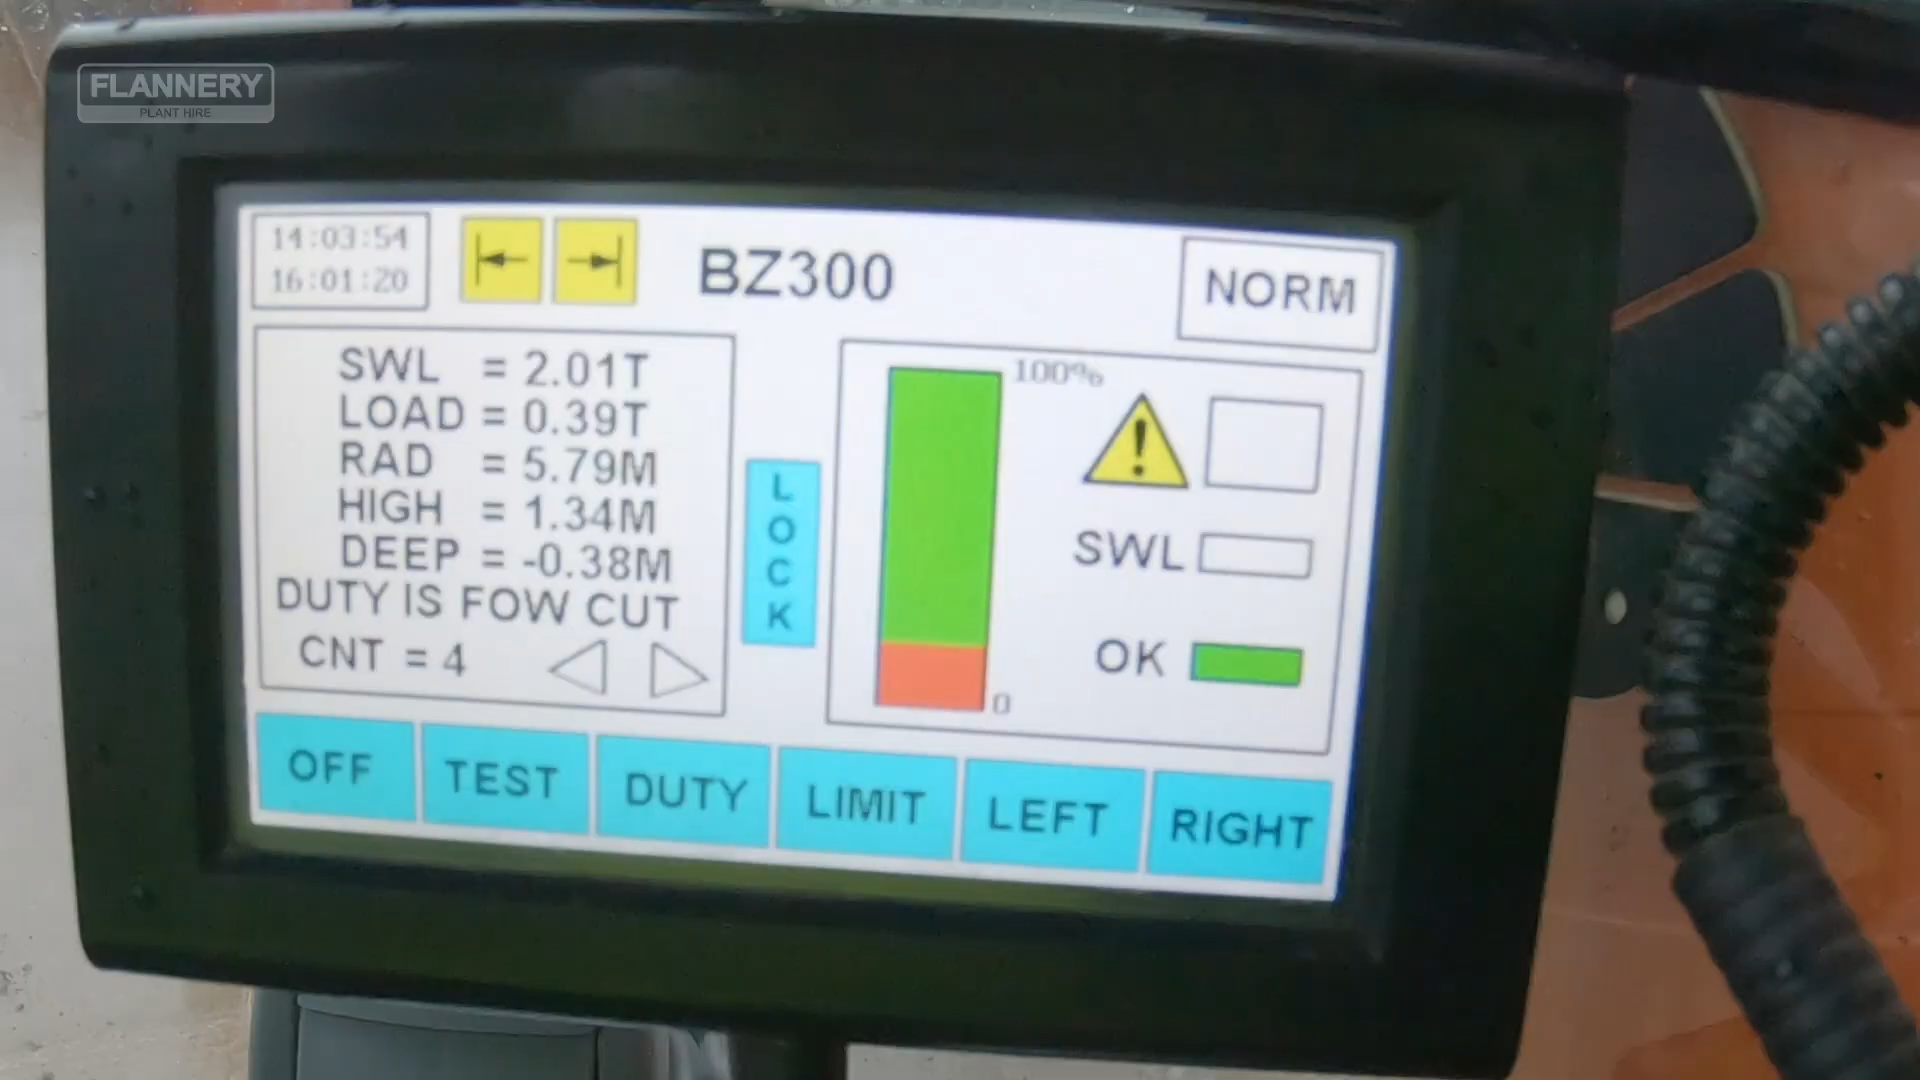 FLANNERY
PLANT HIRE
14:03:54
16:01:20
BZ300
NORM
SWL = 2.01T
LOAD = 0.39T
RAD = 5.79M
HIGH = 1.34M
DEEP = -0.38M
DUTY IS FOW CUT
CNT = 4
LOCK
100%
!
SWL
OK
0
OFF
TEST
DUTY
LIMIT
LEFT
RIGHT